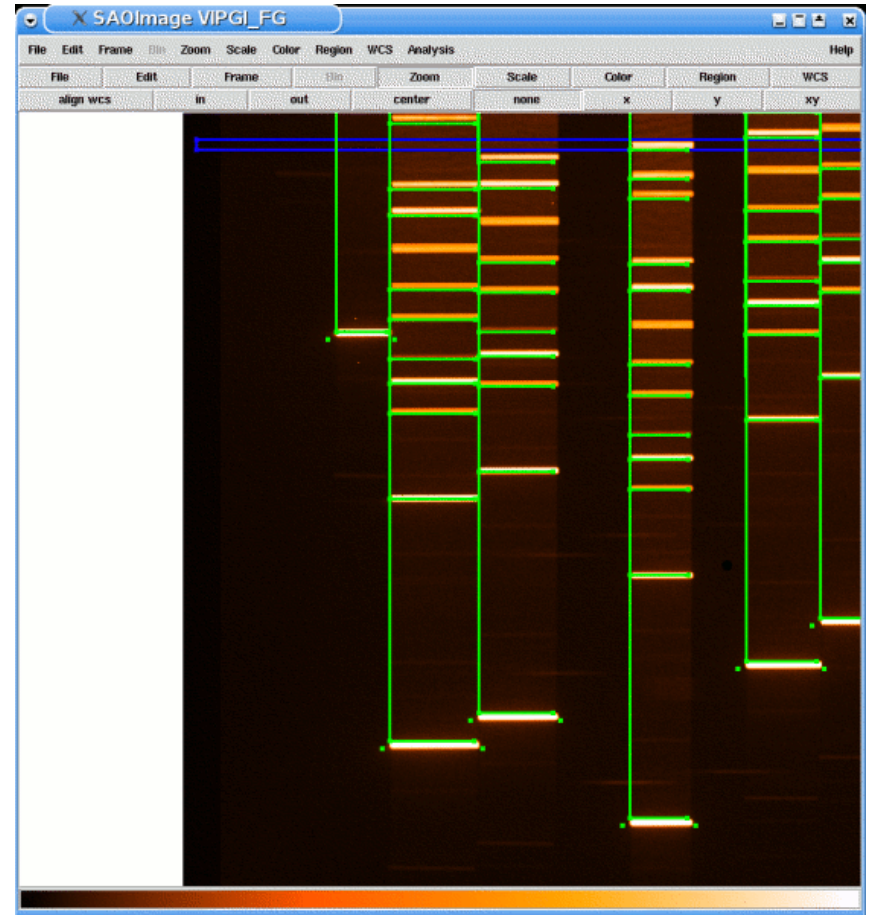 SAOImage VIPGI_FG
File Edit Frame Bin Zoom Scale Color Region WCS Analysis Help
File Edit Frame Bin Zoom Scale Color Region WCS
align wcs in out center none x y xy